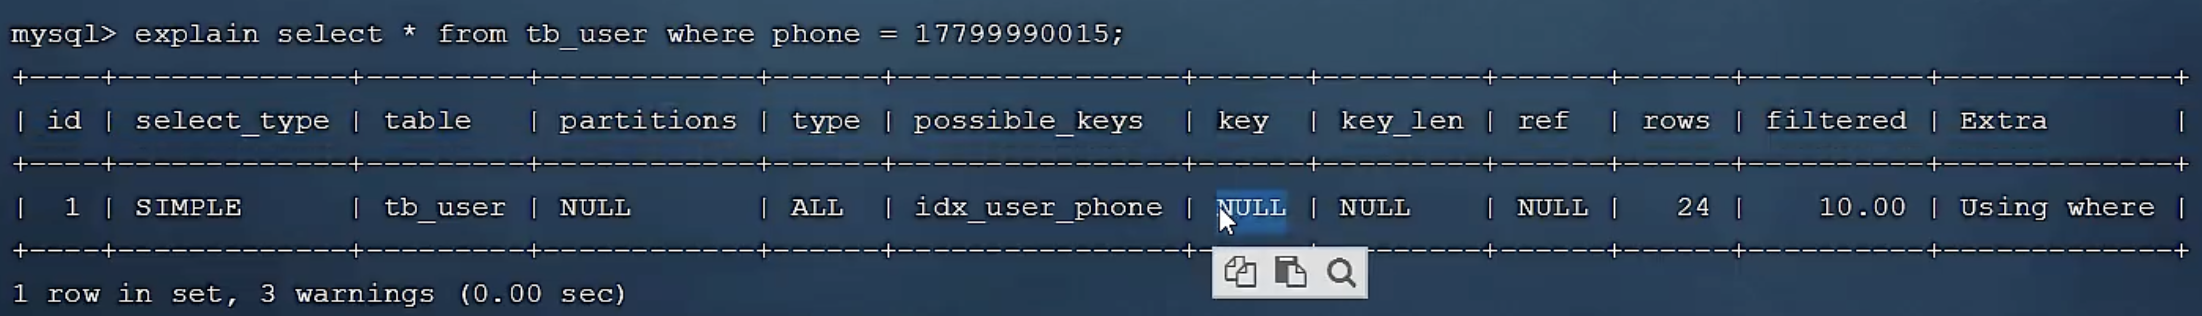 mysql> explain select * from tb_user where phone = 17799990015;
+----+-------------+---------+------------+------+----------------+------+---------+------+------+----------+-------------+
| id | select_type | table   | partitions | type | possible_keys  | key  | key_len | ref  | rows | filtered | Extra       |
+----+-------------+---------+------------+------+----------------+------+---------+------+------+----------+-------------+
|  1 | SIMPLE      | tb_user | NULL       | ALL  | idx_user_phone | NULL | NULL    | NULL |   24 |    10.00 | Using where |
+----+-------------+---------+------------+------+----------------+------+---------+------+------+----------+-------------+
1 row in set, 3 warnings (0.00 sec)